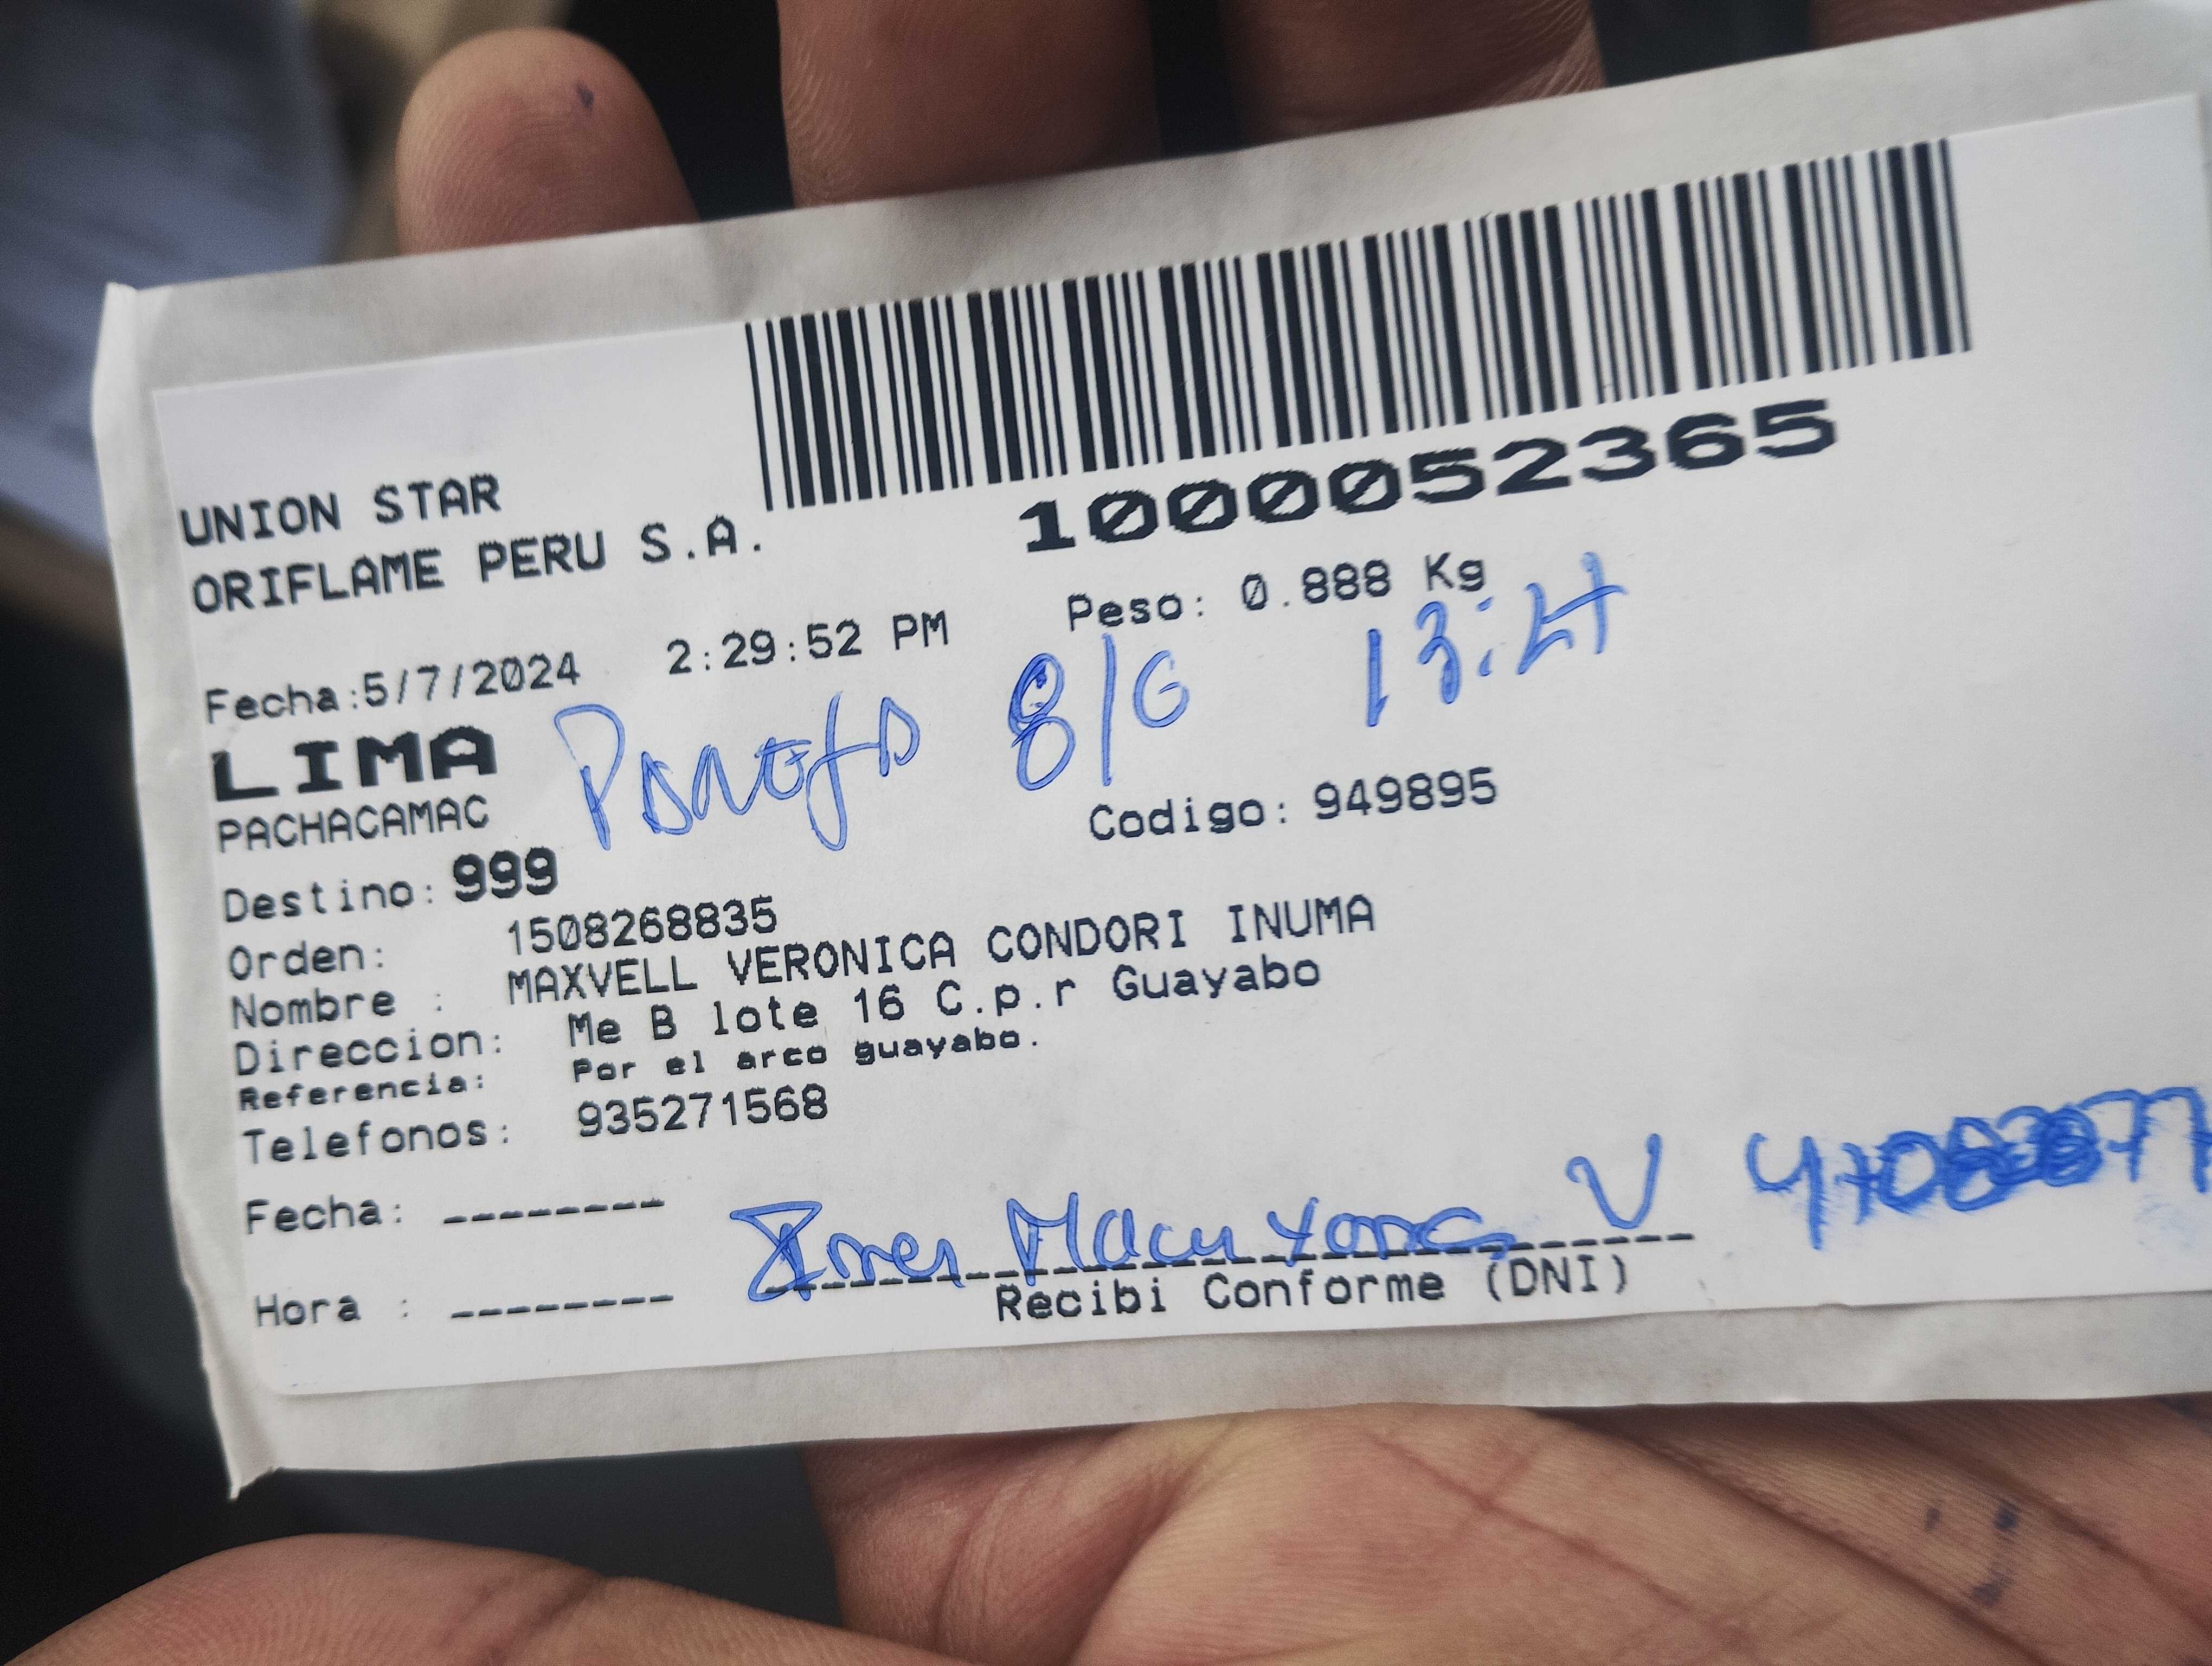 1000052365
UNION STAR
ORIFLAME PERU S.A.
Peso: 0.888 Kg
Fecha:5/7/2024 2:29:52 PM
LIMA
8/6 13:
PACHACAMAC
Codigo: 949895
Destino: 999
Orden: 1508268835
Nombre : MAXVELL VERONICA CONDORI INUMA
Direccion: Me B lote 16 C.p.r Guayabo
Referencia: Por el arco guayabo.
Telefonos: 935271568
Fecha: --------
Macuyama V
Hora : --------
Recibi Conforme (DNI)